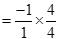 = -1/1 × 4/4